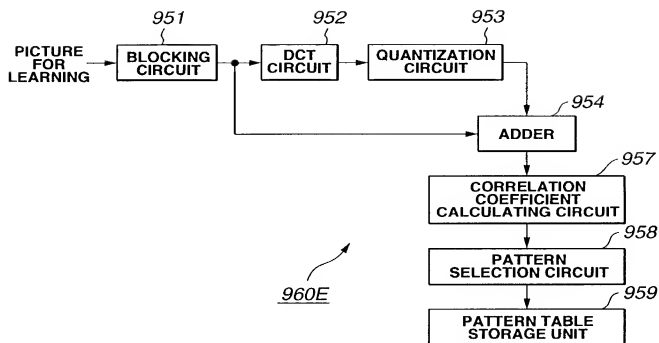 951
952
953
PICTURE
FOR
LEARNING
BLOCKING
CIRCUIT
DCT
CIRCUIT
QUANTIZATION
CIRCUIT
954
ADDER
957
CORRELATION
COEFFICIENT
CALCULATING CIRCUIT
958
PATTERN
SELECTION CIRCUIT
960E
959
PATTERN TABLE
STORAGE UNIT